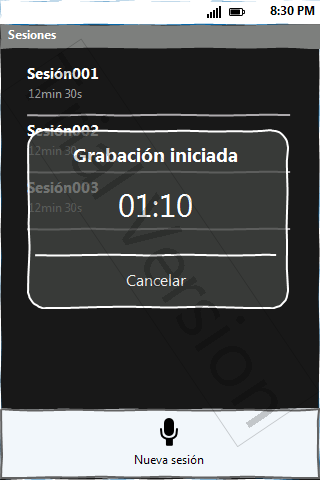 8:30 PM
Sesiones
Sesión001
12min 30s
Sesión002
12min 30s
Grabación iniciada
Sesión003
12min 30s
01:10
Cancelar
Nueva sesión
Trial Version